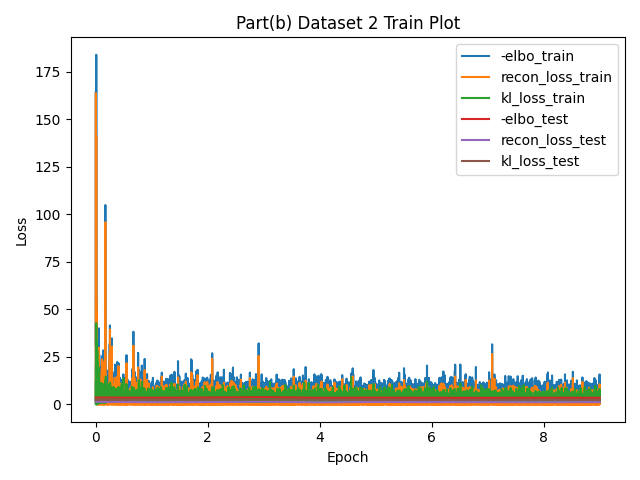 Part(b) Dataset 2 Train Plot
-elbo_train
recon_loss_train
kl_loss_train
-elbo_test
recon_loss_test
kl_loss_test
175
150
125
100
75
50
25
0
Loss
0 2 4 6 8
Epoch